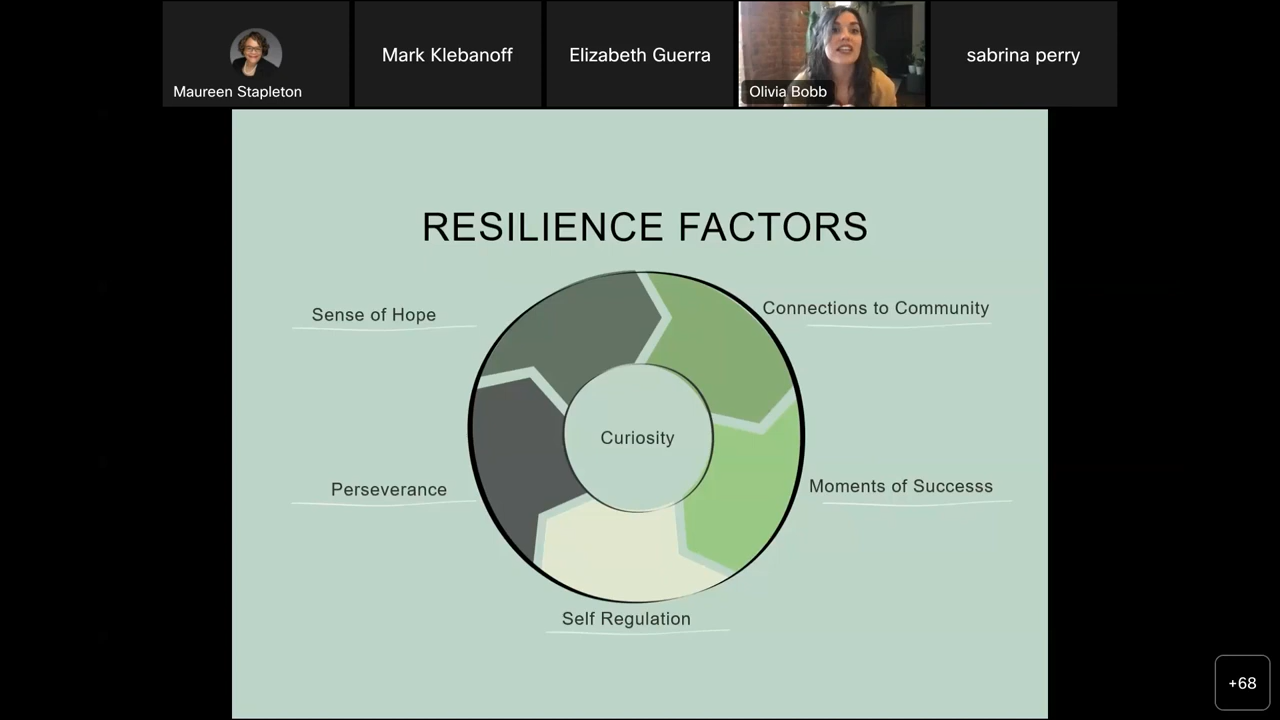 Maureen Stapleton
Mark Klebanoff
Elizabeth Guerra
Olivia Bobb
sabrina perry
RESILIENCE FACTORS
Sense of Hope
Connections to Community
Curiosity
Perseverance
Moments of Successs
Self Regulation
+68